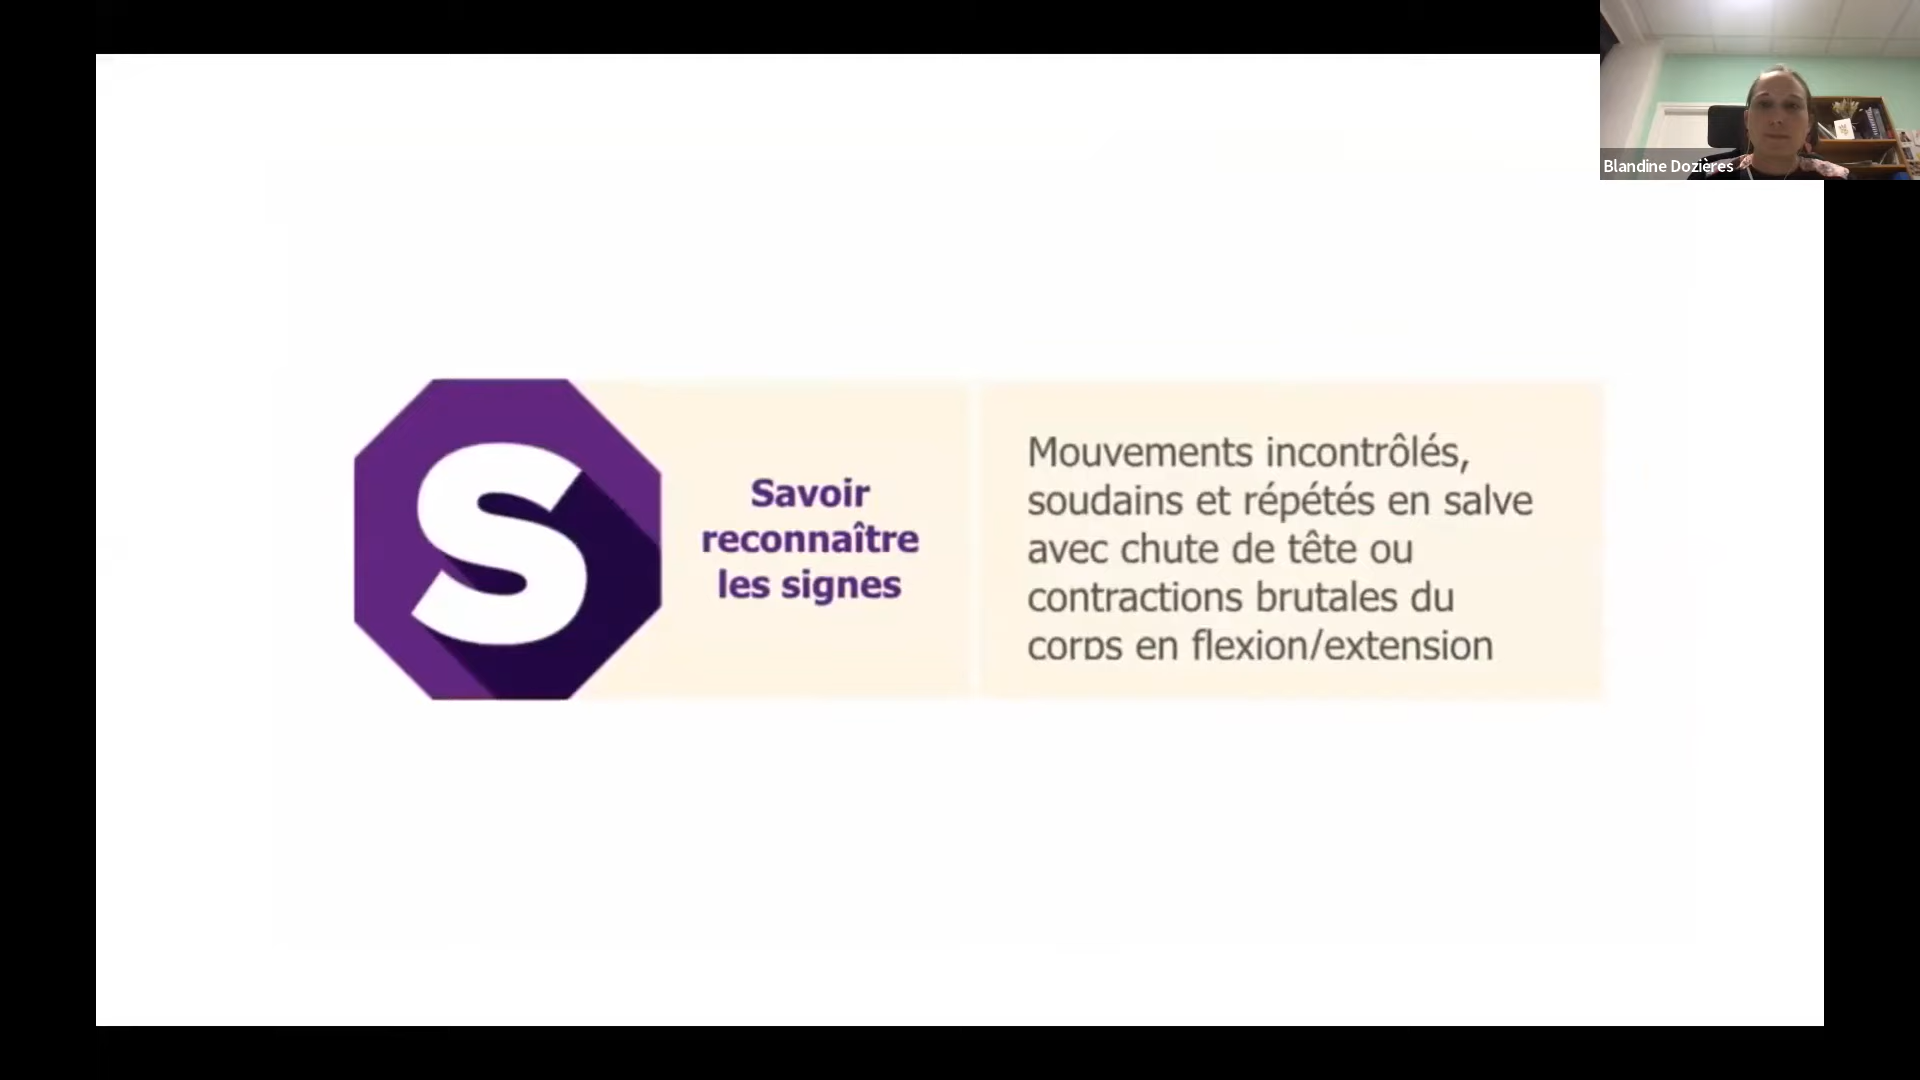 Blandine Dozières
S
Savoir
reconnaître
les signes
Mouvements incontrôlés,
soudains et répétés en salve
avec chute de tête ou
contractions brutales du
corps en flexion/extension